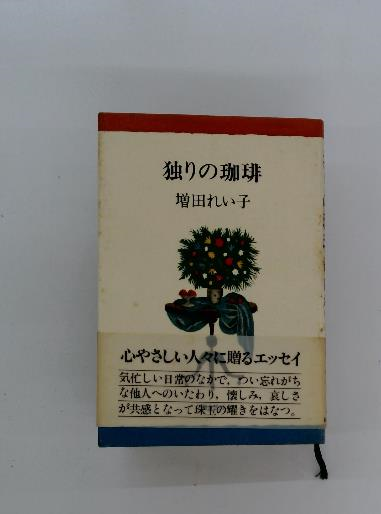 独りの珈琲
増田れい子
心やさしい人々に贈るエッセイ
気忙しい日常のなかで，つい忘れがち
な他人へのいたわり，懐しみ，哀しさ
が共感となって珠玉の耀きをはなつ。